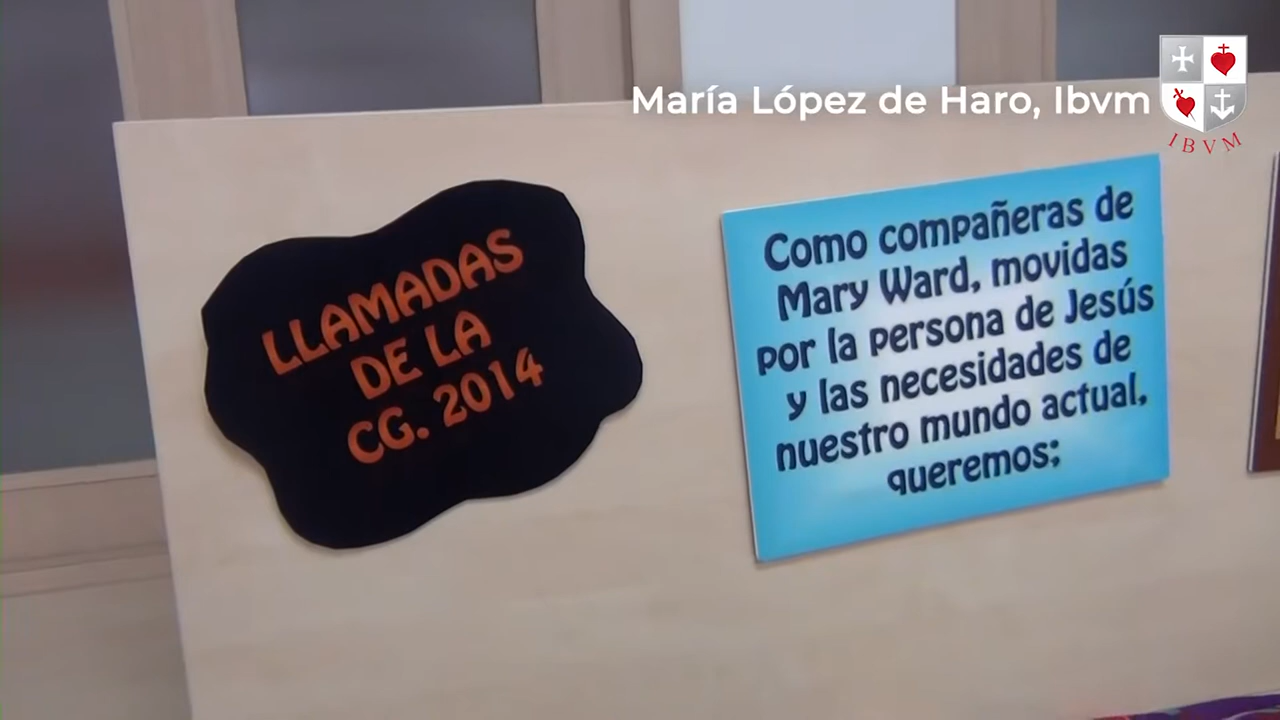 María López de Haro, Ibvm
IBVM
LLAMADAS
DE LA
CG. 2014
Como compañeras de
Mary Ward, movidas
por la persona de Jesús
y las necesidades de
nuestro mundo actual,
queremos;